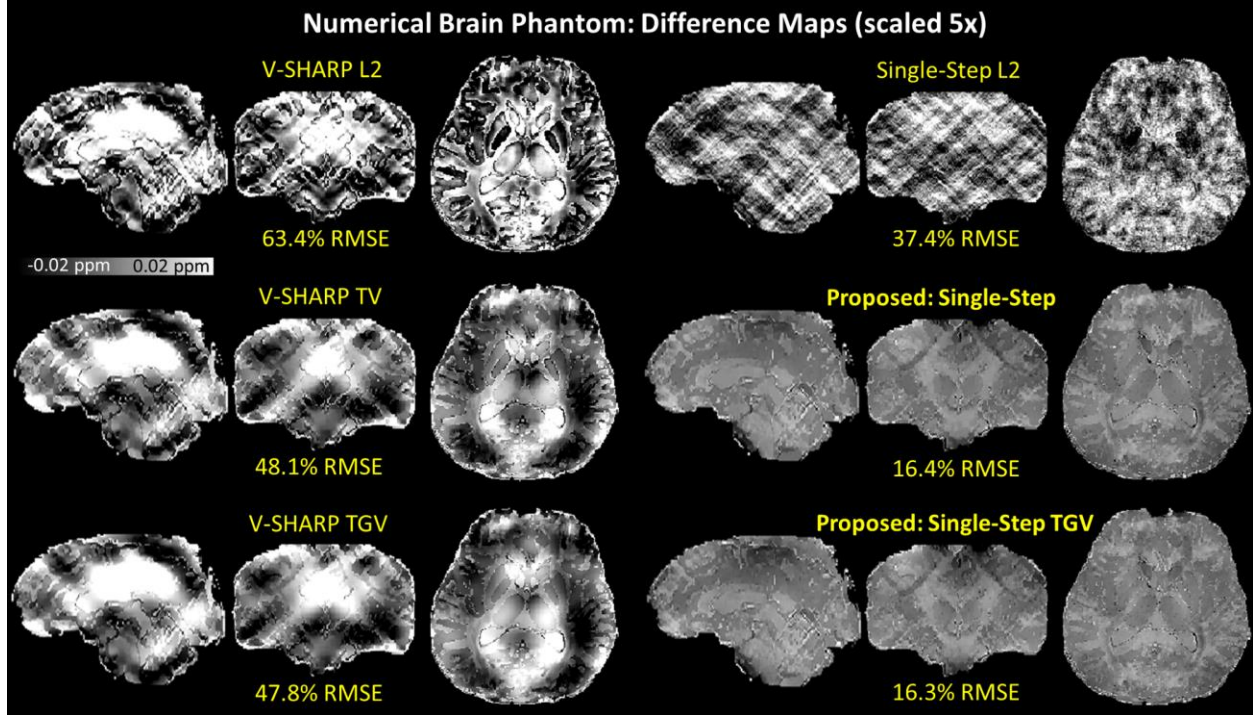 Numerical Brain Phantom: Difference Maps (scaled 5x)
V-SHARP L2
Single-Step L2
63.4% RMSE
37.4% RMSE
-0.02 ppm 0.02 ppm
V-SHARP TV
Proposed: Single-Step
48.1% RMSE
16.4% RMSE
V-SHARP TGV
Proposed: Single-Step TGV
47.8% RMSE
16.3% RMSE